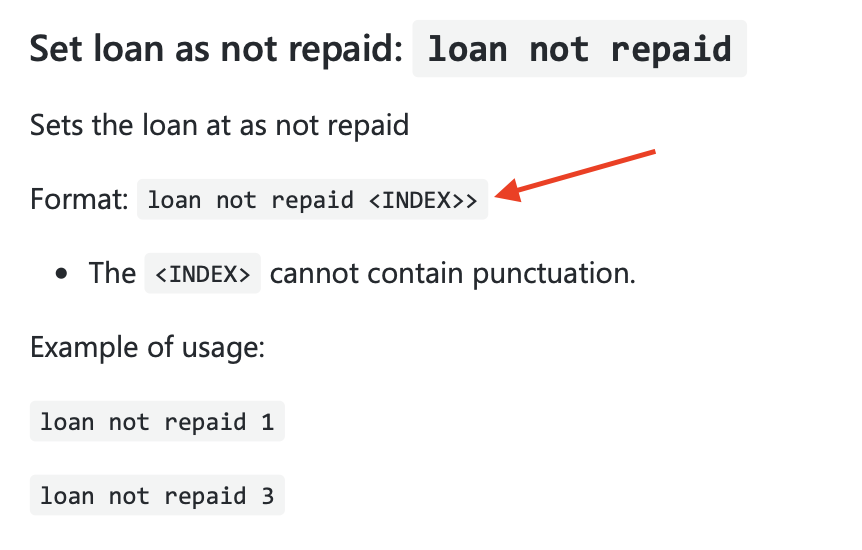 Set loan as not repaid: loan not repaid
Sets the loan at as not repaid
Format: loan not repaid <INDEX>>
• The <INDEX> cannot contain punctuation.
Example of usage:
loan not repaid 1
loan not repaid 3